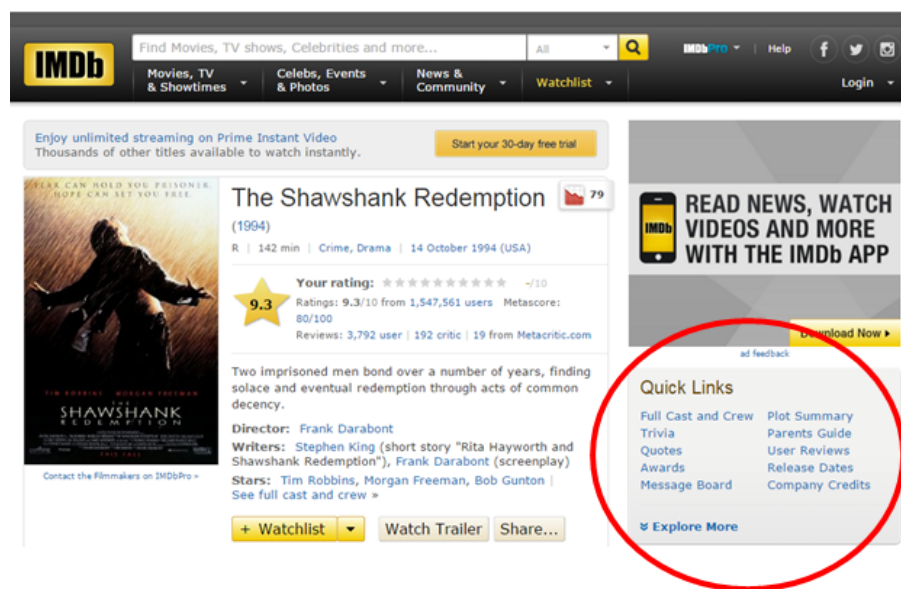 IMDb
Find Movies, TV shows, Celebrities and more...
All
IMDbPro
Help
Movies, TV
& Showtimes
Celebs, Events
& Photos
News &
Community
Watchlist
Login
Enjoy unlimited streaming on Prime Instant Video
Thousands of other titles available to watch instantly.
Start your 30-day free trial
FEAR CAN HOLD YOU PRISONER.
HOPE CAN SET YOU FREE.
TIM ROBBINS MORGAN FREEMAN
THE
SHAWSHANK
REDEMPTION
THIS FALL
Contact the Filmmakers on IMDbPro »
The Shawshank Redemption
79
(1994)
R | 142 min | Crime, Drama | 14 October 1994 (USA)
9.3
Your rating: -/10
Ratings: 9.3/10 from 1,547,561 users Metascore:
80/100
Reviews: 3,792 user | 192 critic | 19 from Metacritic.com
Two imprisoned men bond over a number of years, finding
solace and eventual redemption through acts of common
decency.
Director: Frank Darabont
Writers: Stephen King (short story "Rita Hayworth and
Shawshank Redemption"), Frank Darabont (screenplay)
Stars: Tim Robbins, Morgan Freeman, Bob Gunton |
See full cast and crew »
+ Watchlist
Watch Trailer
Share...
IMDb
READ NEWS, WATCH
VIDEOS AND MORE
WITH THE IMDb APP
Download Now
ad feedback
Quick Links
Full Cast and Crew
Plot Summary
Trivia
Parents Guide
Quotes
User Reviews
Awards
Release Dates
Message Board
Company Credits
Explore More